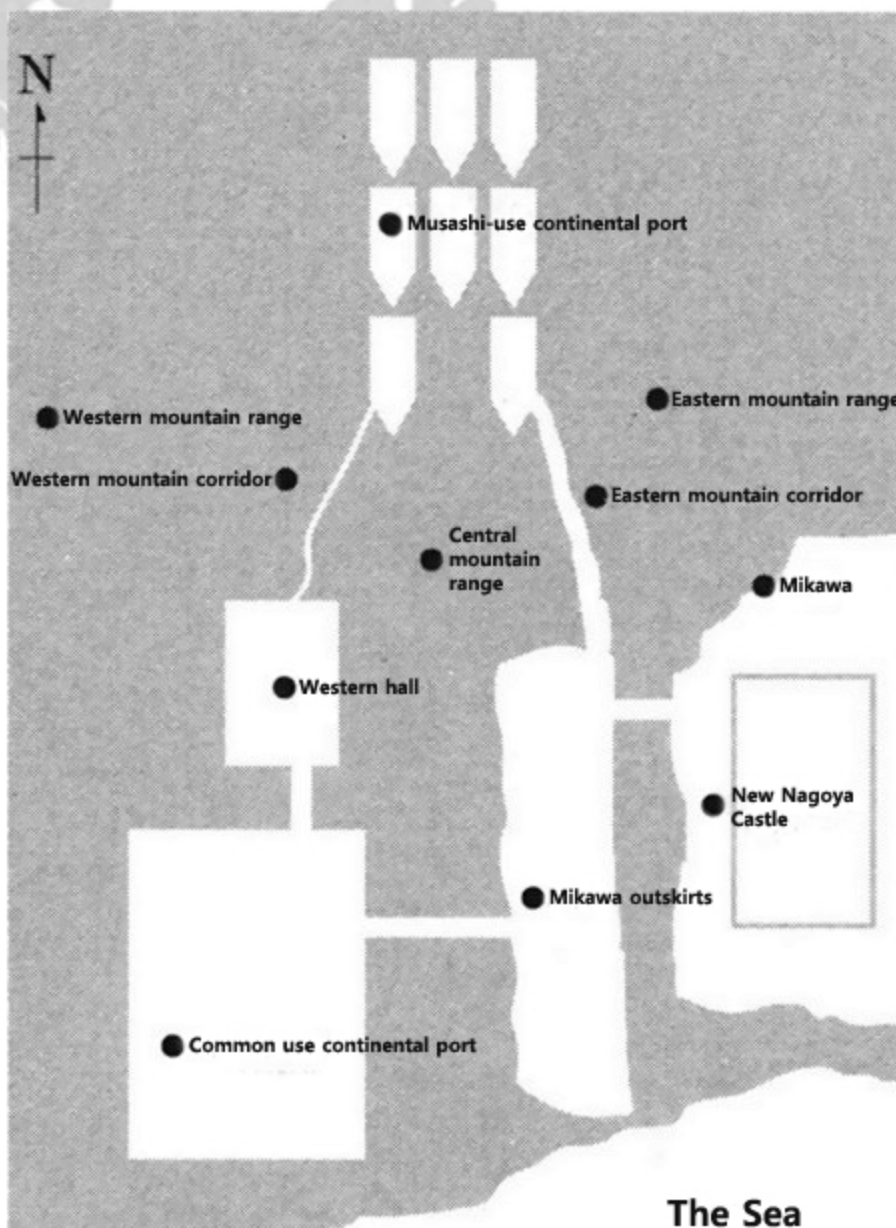 N
Musashi-use continental port
Western mountain range
Eastern mountain range
Western mountain corridor
Eastern mountain corridor
Central
mountain
range
Mikawa
Western hall
New Nagoya
Castle
Mikawa outskirts
Common use continental port
The Sea